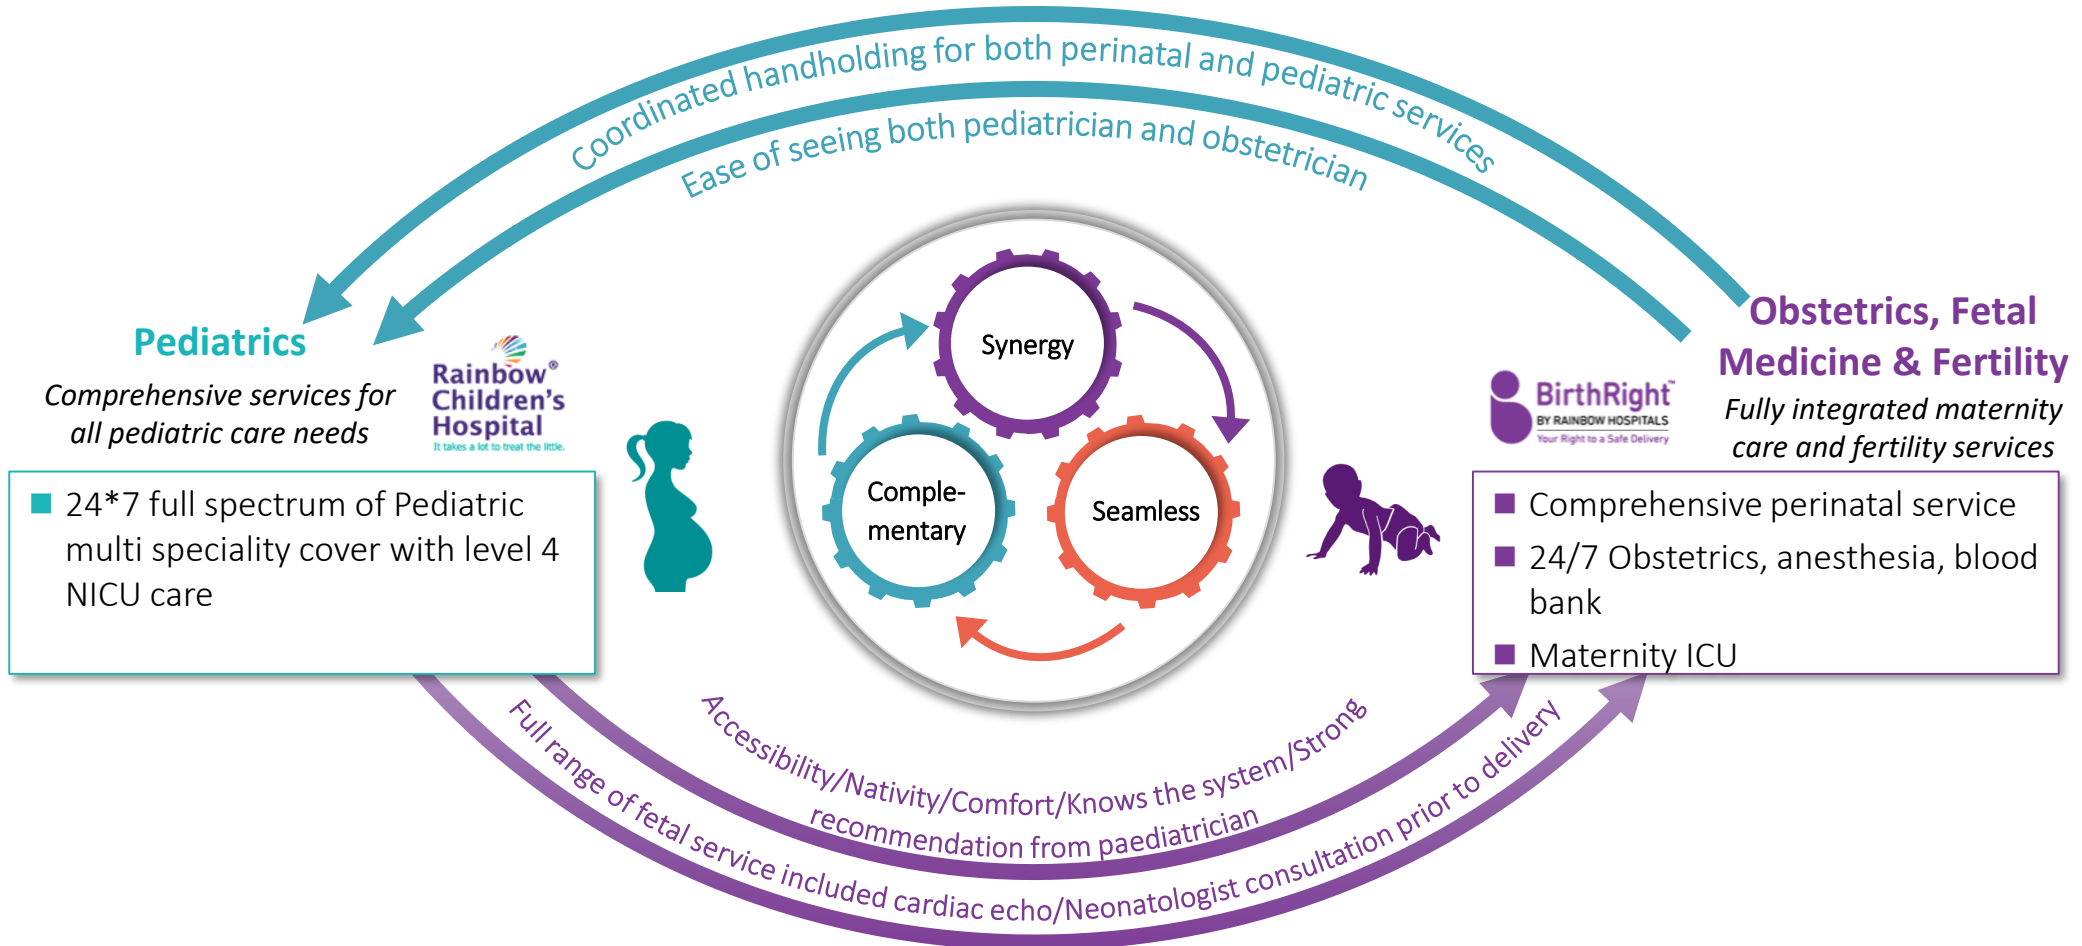 Coordinated handholding for both perinatal and pediatric services
Ease of seeing both pediatrician and obstetrician
Pediatrics
Comprehensive services for
all pediatric care needs
Rainbow®
Children's
Hospital
It takes a lot to treat the little.
24*7 full spectrum of Pediatric
multi speciality cover with level 4
NICU care
Synergy
Comple-
mentary
Seamless
Obstetrics, Fetal
Medicine & Fertility
Fully integrated maternity
care and fertility services
BirthRight™
BY RAINBOW HOSPITALS
Your Right to a Safe Delivery
Comprehensive perinatal service
24/7 Obstetrics, anesthesia, blood
bank
Maternity ICU
Accessibility/Nativity/Comfort/Knows the system/Strong
recommendation from paediatrician
Full range of fetal service included cardiac echo/Neonatologist consultation prior to delivery